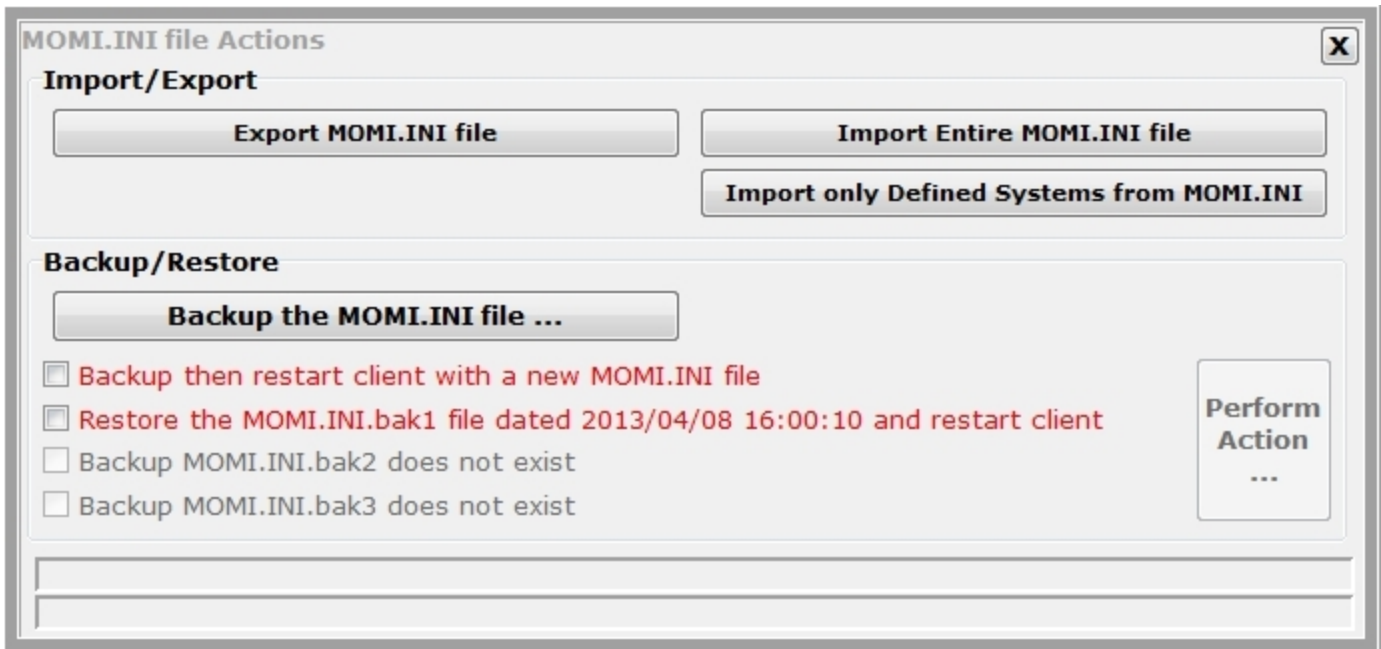 MOMI.INI file Actions
X
Import/Export
Export MOMI.INI file
Import Entire MOMI.INI file
Import only Defined Systems from MOMI.INI
Backup/Restore
Backup the MOMI.INI file ...
Backup then restart client with a new MOMI.INI file
Restore the MOMI.INI.bak1 file dated 2013/04/08 16:00:10 and restart client
Backup MOMI.INI.bak2 does not exist
Backup MOMI.INI.bak3 does not exist
Perform
Action
...